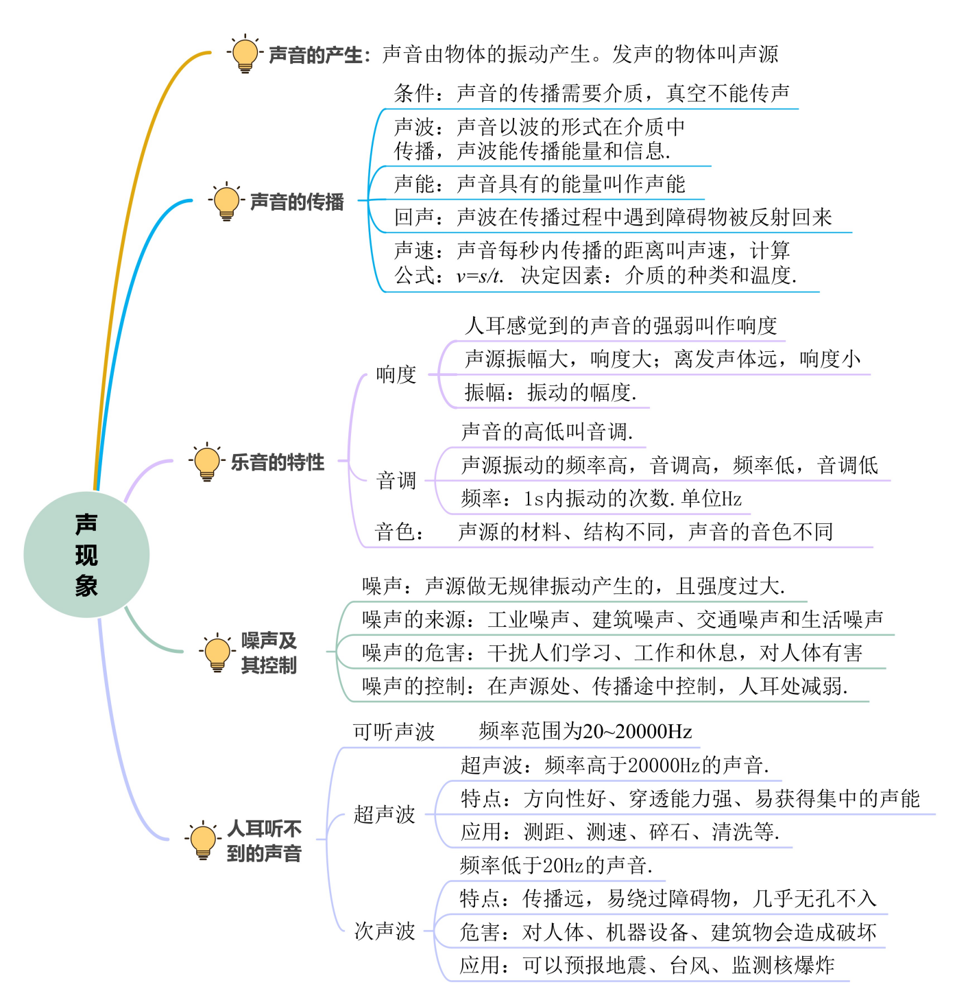 声音的产生：声音由物体的振动产生。发声的物体叫声源
条件：声音的传播需要介质，真空不能传声
声波：声音以波的形式在介质中
传播，声波能传播能量和信息.
声音的传播
声能：声音具有的能量叫作声能
回声：声波在传播过程中遇到障碍物被反射回来
声速：声音每秒内传播的距离叫声速，计算
公式：v=s/t. 决定因素：介质的种类和温度.
人耳感觉到的声音的强弱叫作响度
响度
声源振幅大，响度大；离发声体远，响度小
振幅：振动的幅度.
乐音的特性
声音的高低叫音调.
音调
声源振动的频率高，音调高，频率低，音调低
频率：1s内振动的次数.单位Hz
音色： 声源的材料、结构不同，声音的音色不同
声
现
象
噪声：声源做无规律振动产生的，且强度过大.
噪声及
其控制
噪声的来源：工业噪声、建筑噪声、交通噪声和生活噪声
噪声的危害：干扰人们学习、工作和休息，对人体有害
噪声的控制：在声源处、传播途中控制，人耳处减弱.
可听声波 频率范围为20~20000Hz
人耳听不
到的声音
超声波
超声波：频率高于20000Hz的声音.
特点：方向性好、穿透能力强、易获得集中的声能
应用：测距、测速、碎石、清洗等.
次声波
频率低于20Hz的声音.
特点：传播远，易绕过障碍物，几乎无孔不入
危害：对人体、机器设备、建筑物会造成破坏
应用：可以预报地震、台风、监测核爆炸